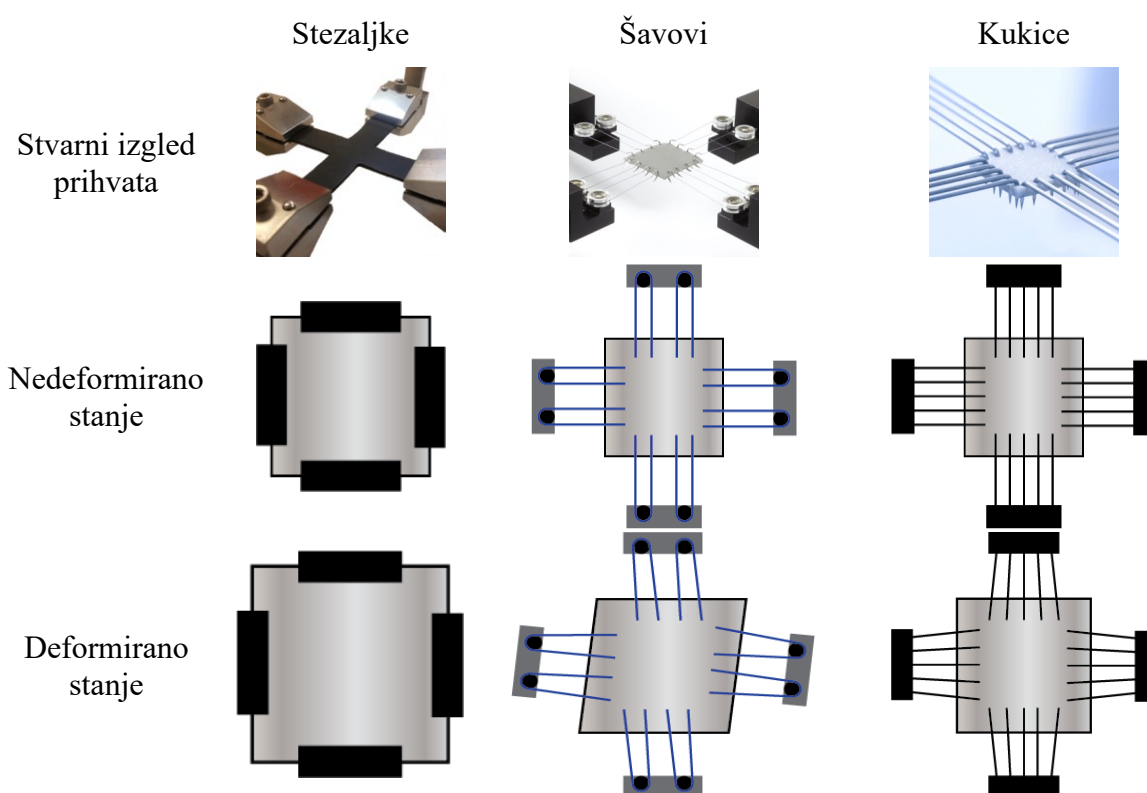 Stezaljke
Šavovi
Kukice
Stvarni izgled
prihvata
Nedeformirano
stanje
Deformirano
stanje